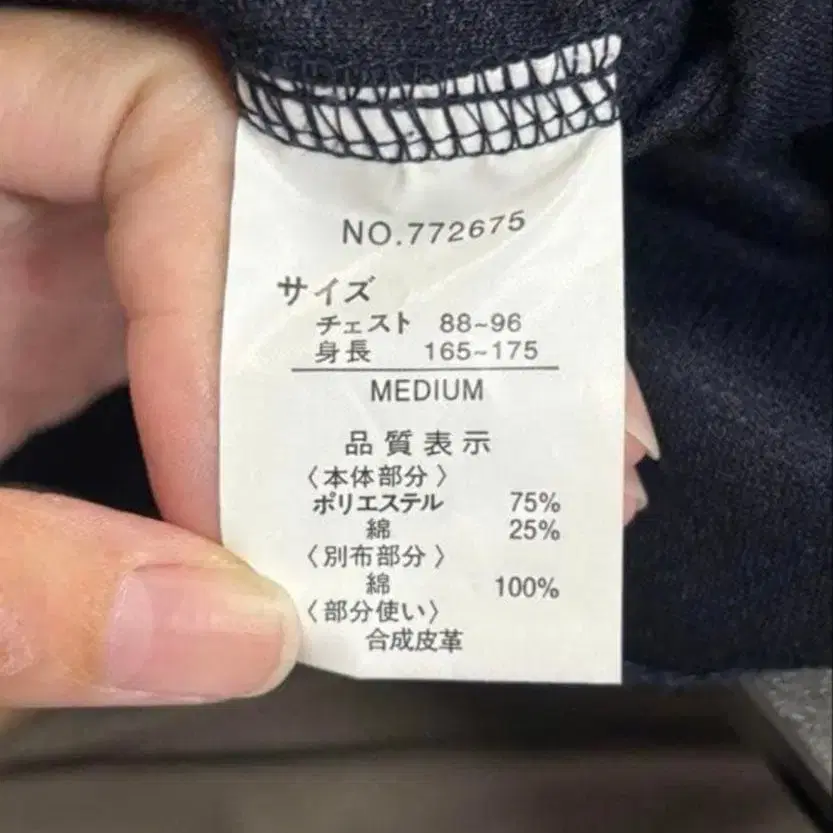 NO.772675
サイズ
チェスト 88~96
身長 165~175
MEDIUM
品質表示
〈本体部分〉
ポリエステル 75%
綿 25%
〈別布部分〉
綿 100%
〈部分使い〉
合成皮革